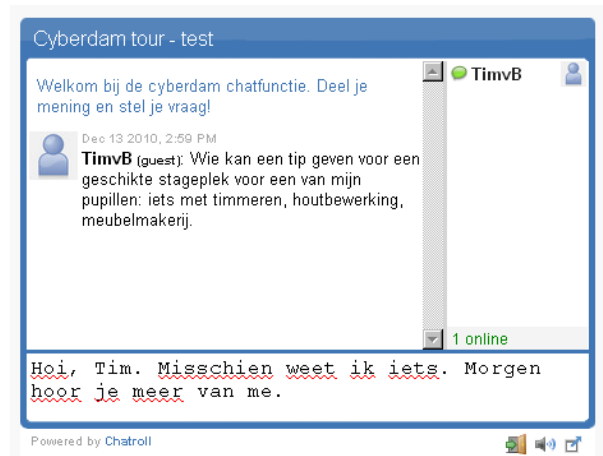 Cyberdam tour - test
Welkom bij de cyberdam chatfunctie. Deel je
mening en stel je vraag!
Dec 13 2010, 2:59 PM
TimvB (guest): Wie kan een tip geven voor een
geschikte stageplek voor een van mijn
pupillen: iets met timmeren, houtbewerking,
meubelmakerij.
TimvB
1 online
Hoi, Tim. Misschien weet ik iets. Morgen
hoor je meer van me.
Powered by Chatroll